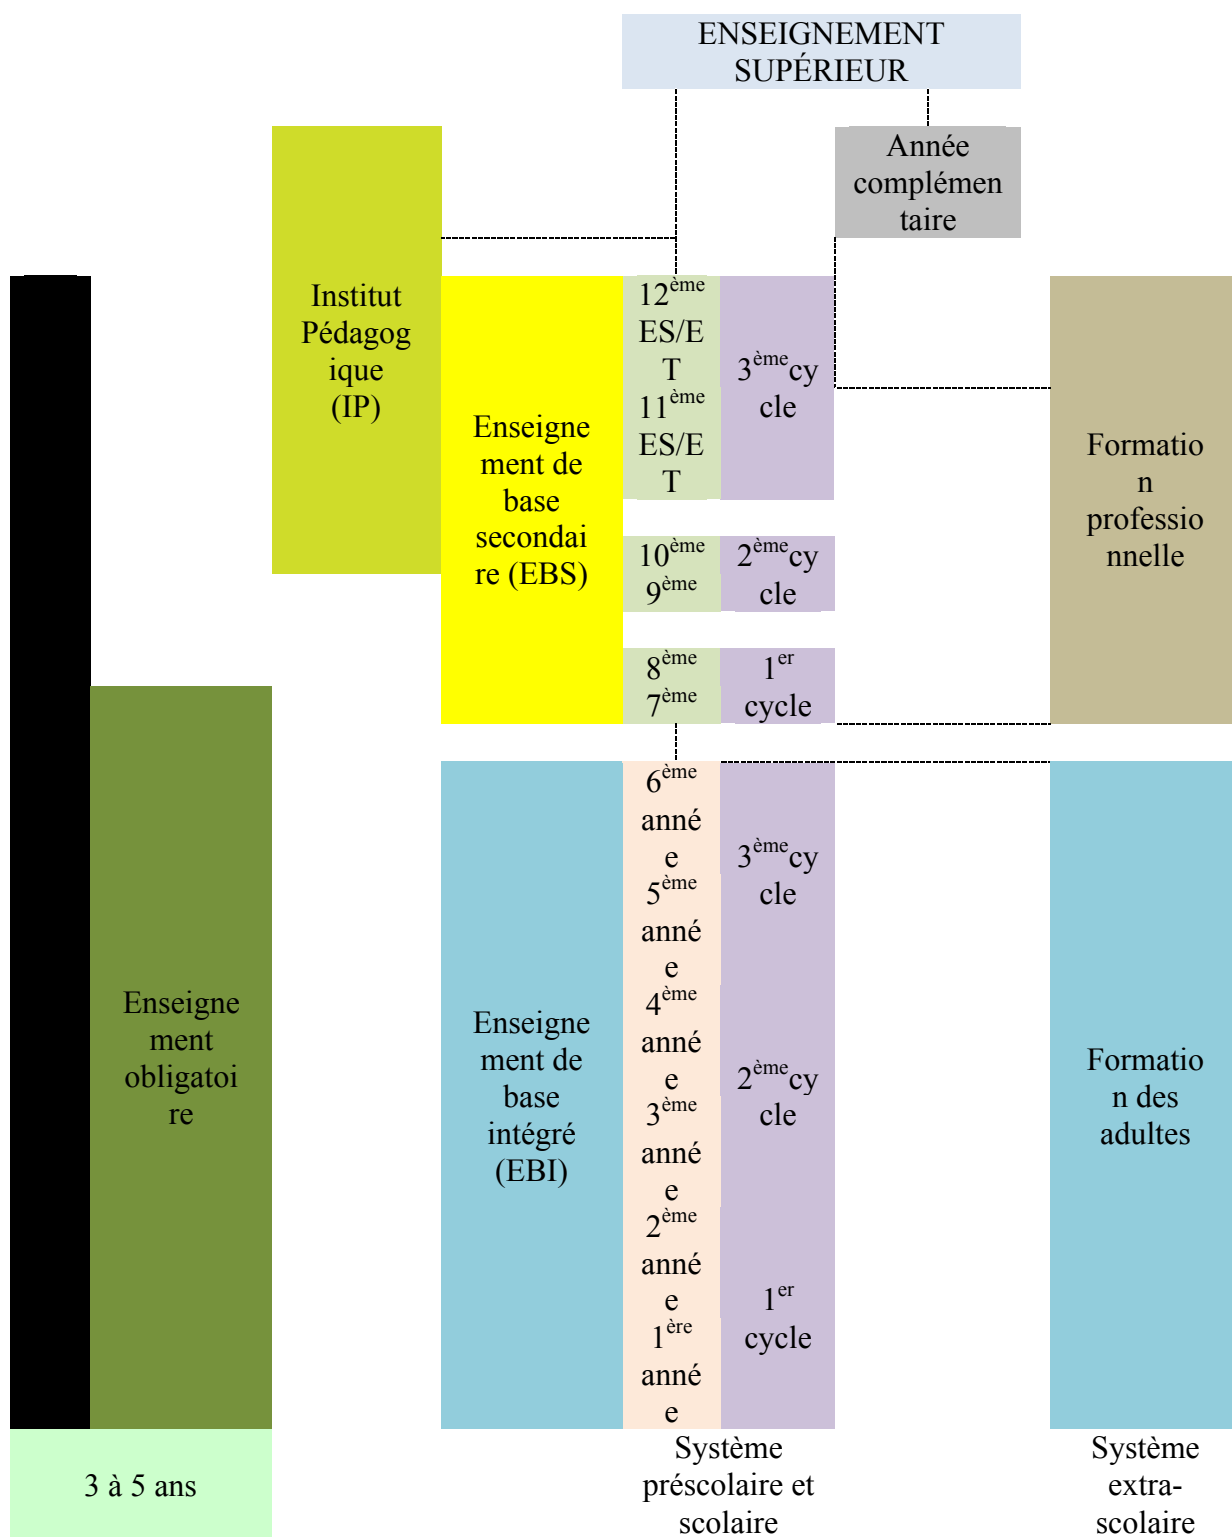 ENSEIGNEMENT
SUPÉRIEUR
Année
complémen
taire
Institut
Pédagog
ique
(IP)
Enseigne
ment de
base
secondai
re (EBS)
12ème
ES/E
T
11ème
ES/E
T
3èmecy
cle
10ème
9ème
2èmecy
cle
8ème
7ème
1er
cycle
Formatio
n
professio
nnelle
Enseigne
ment
obligatoi
re
Enseigne
ment de
base
intégré
(EBI)
6ème
anné
e
5ème
anné
e
4ème
anné
e
3ème
anné
e
2ème
anné
e
1ère
anné
e
3èmecy
cle
2èmecy
cle
1er
cycle
Formatio
n des
adultes
3 à 5 ans
Système
préscolaire et
scolaire
Système
extra-
scolaire